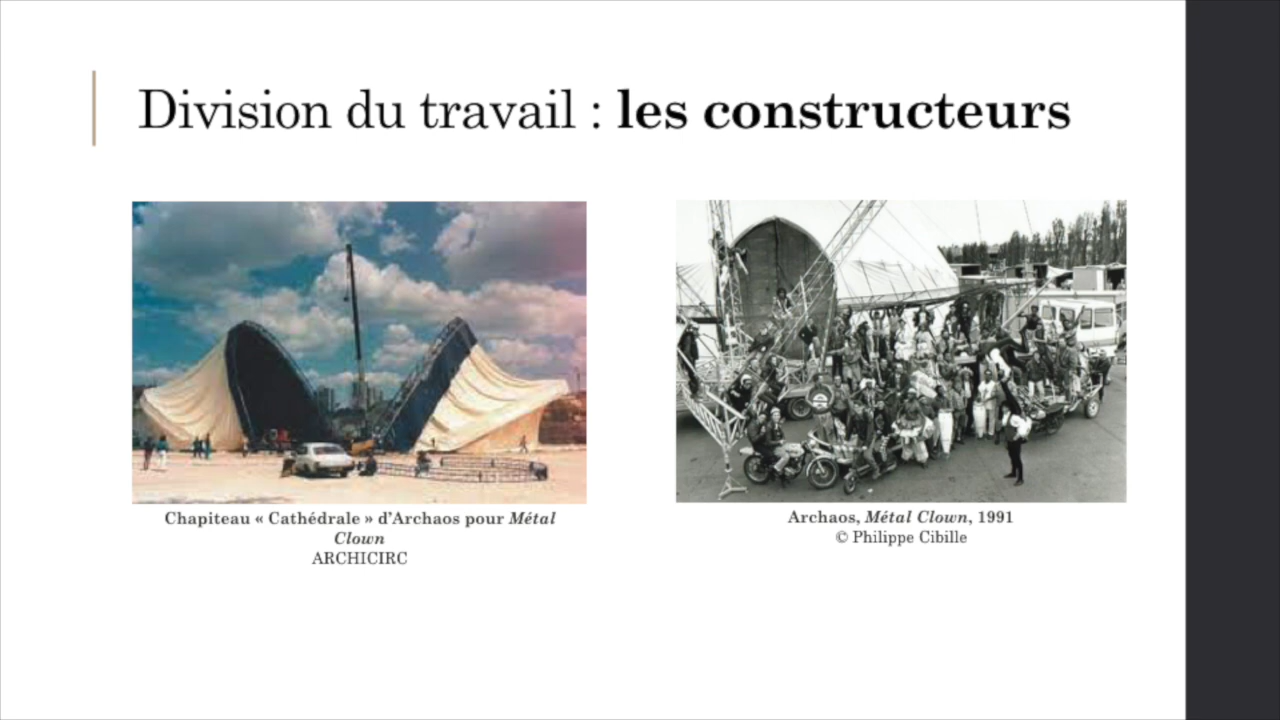 Division du travail : les constructeurs
Chapiteau « Cathédrale » d'Archaos pour Métal
Clown
ARCHICIRC
Archaos, Métal Clown, 1991
© Philippe Cibille